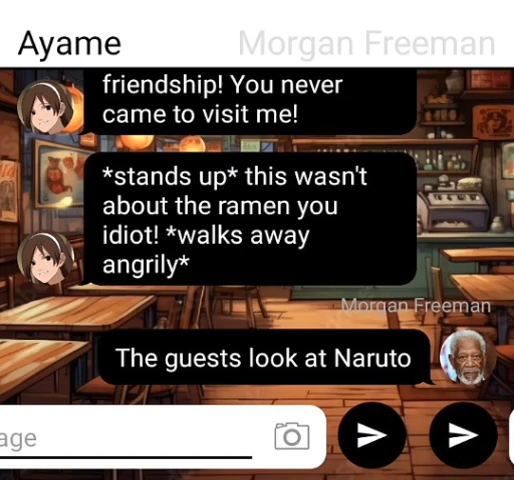 Ayame
Morgan Freeman
friendship! You never
came to visit me!
*stands up* this wasn't
about the ramen you
idiot! *walks away
angrily*
Morgan Freeman
The guests look at Naruto
age